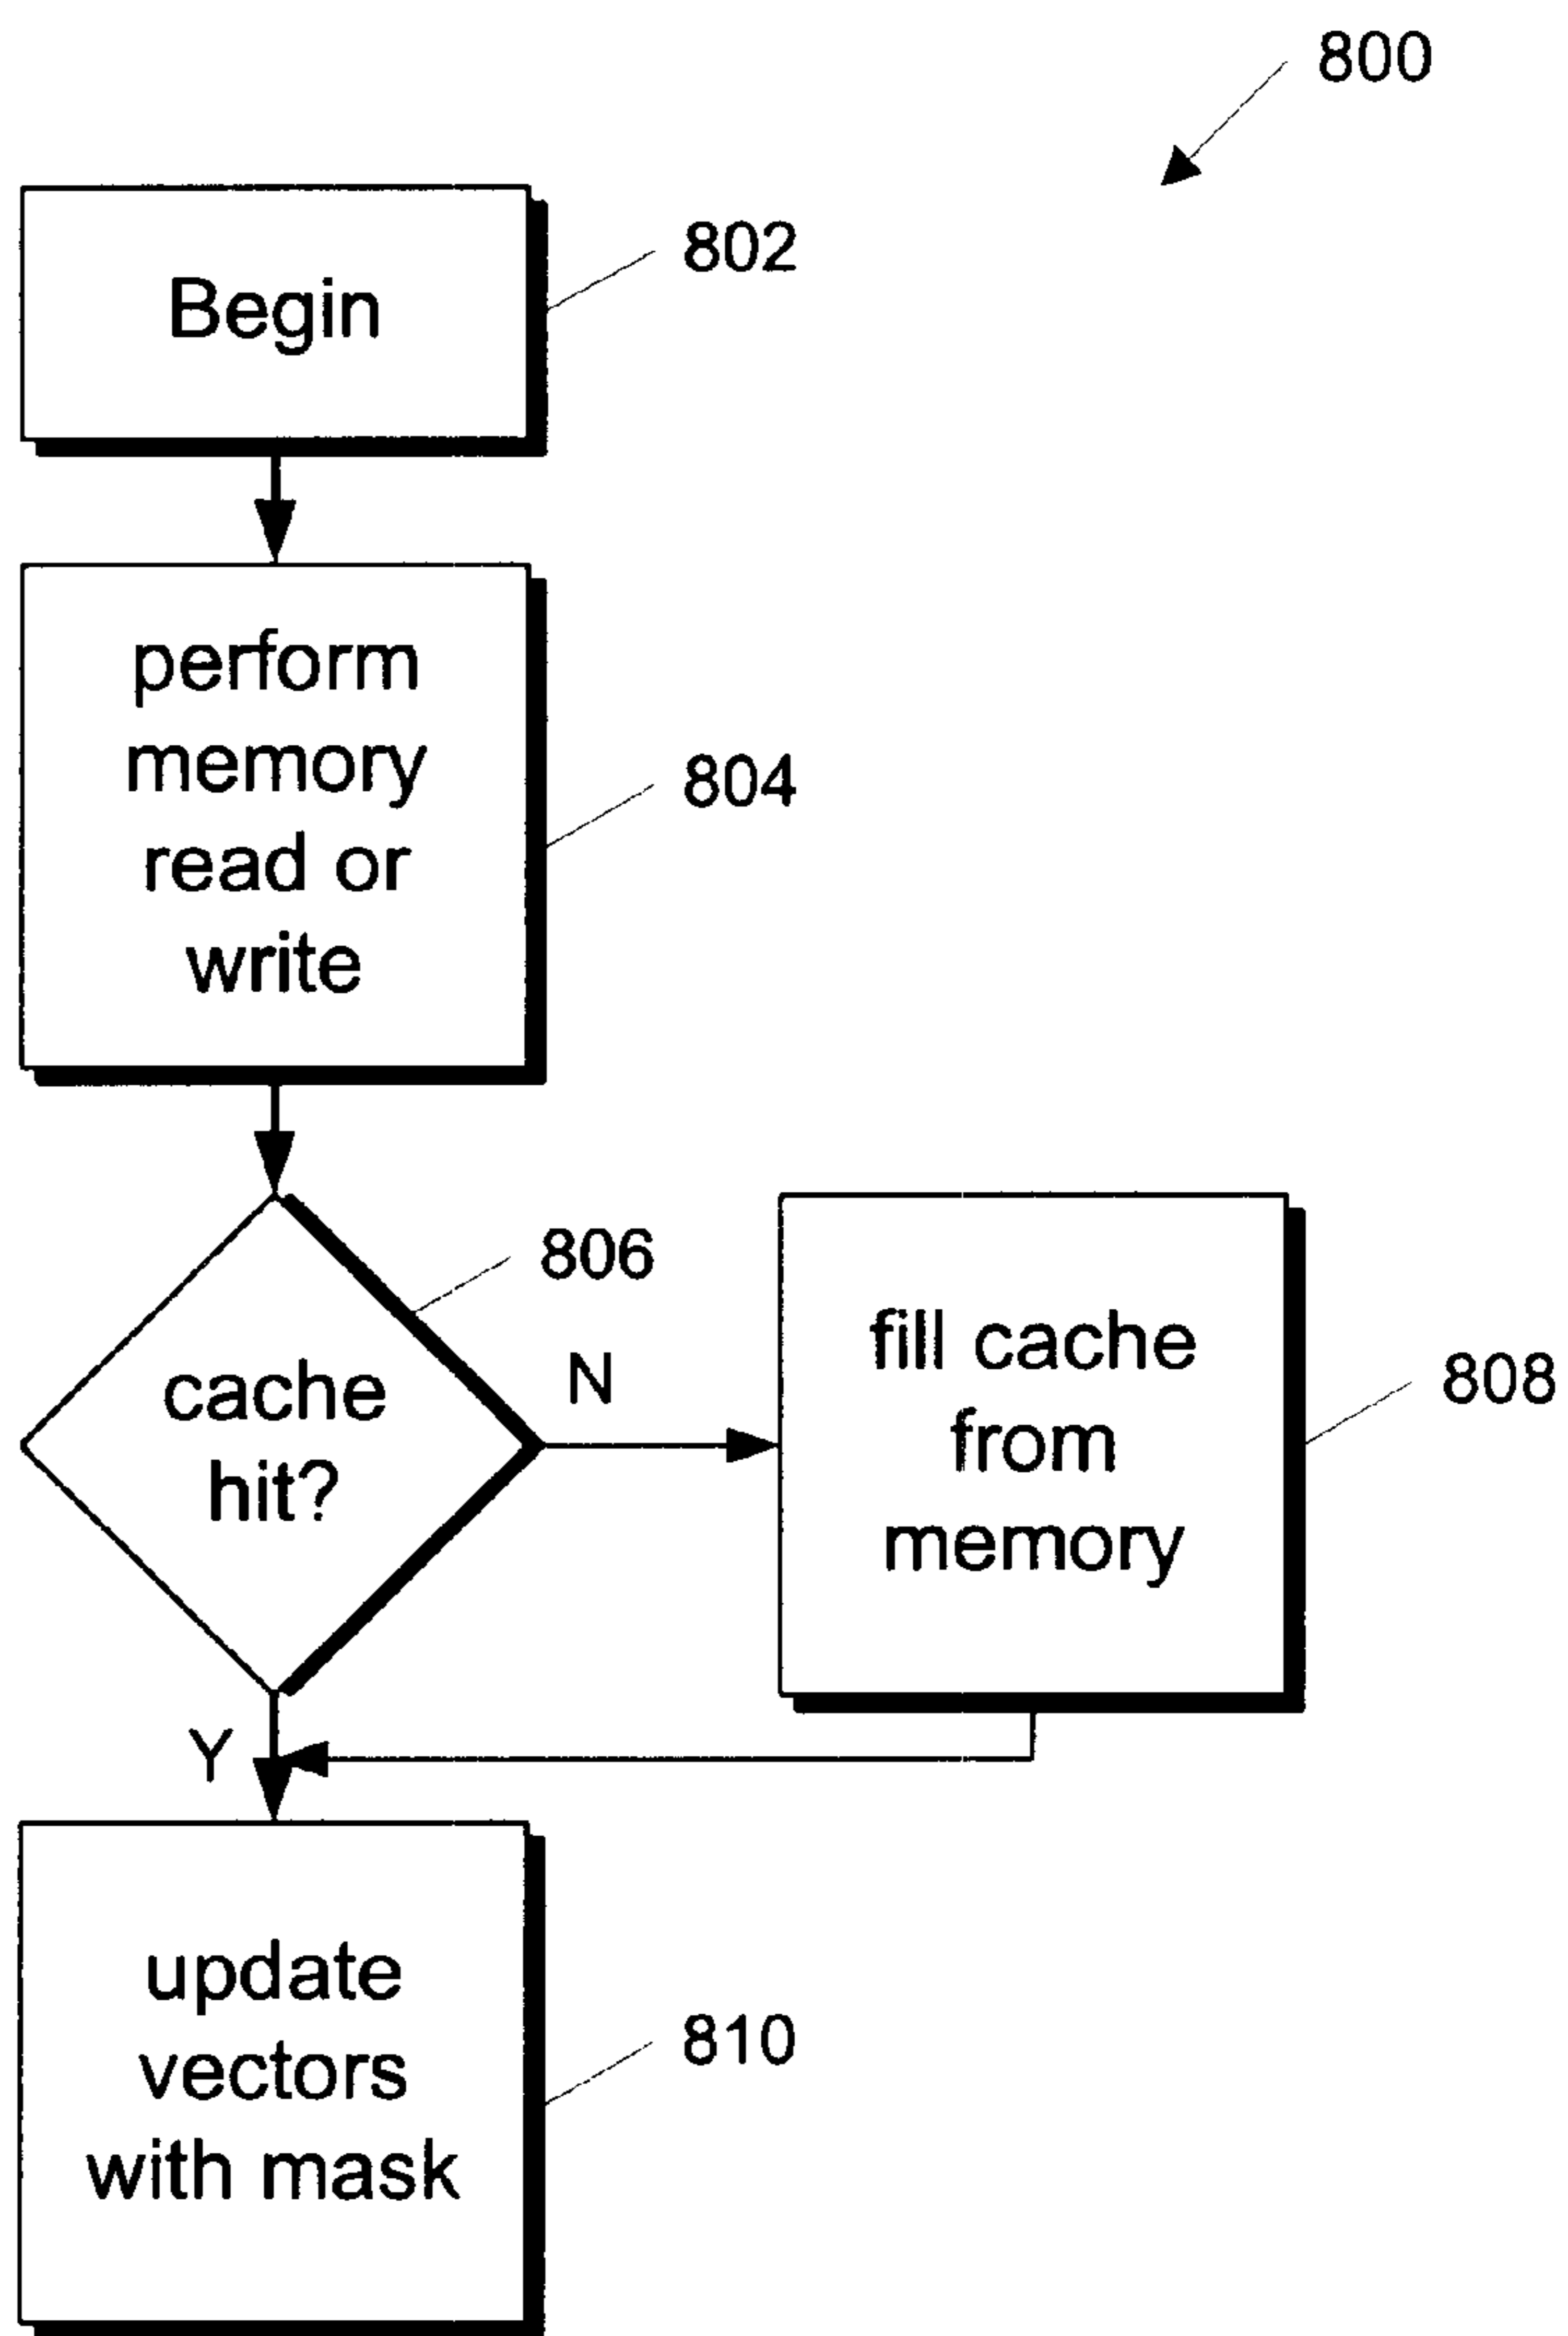 800
802
Begin
perform
memory
read or
write
804
806
cache
hit?
N
fill cache
from
memory
808
Y
update
vectors
with mask
810